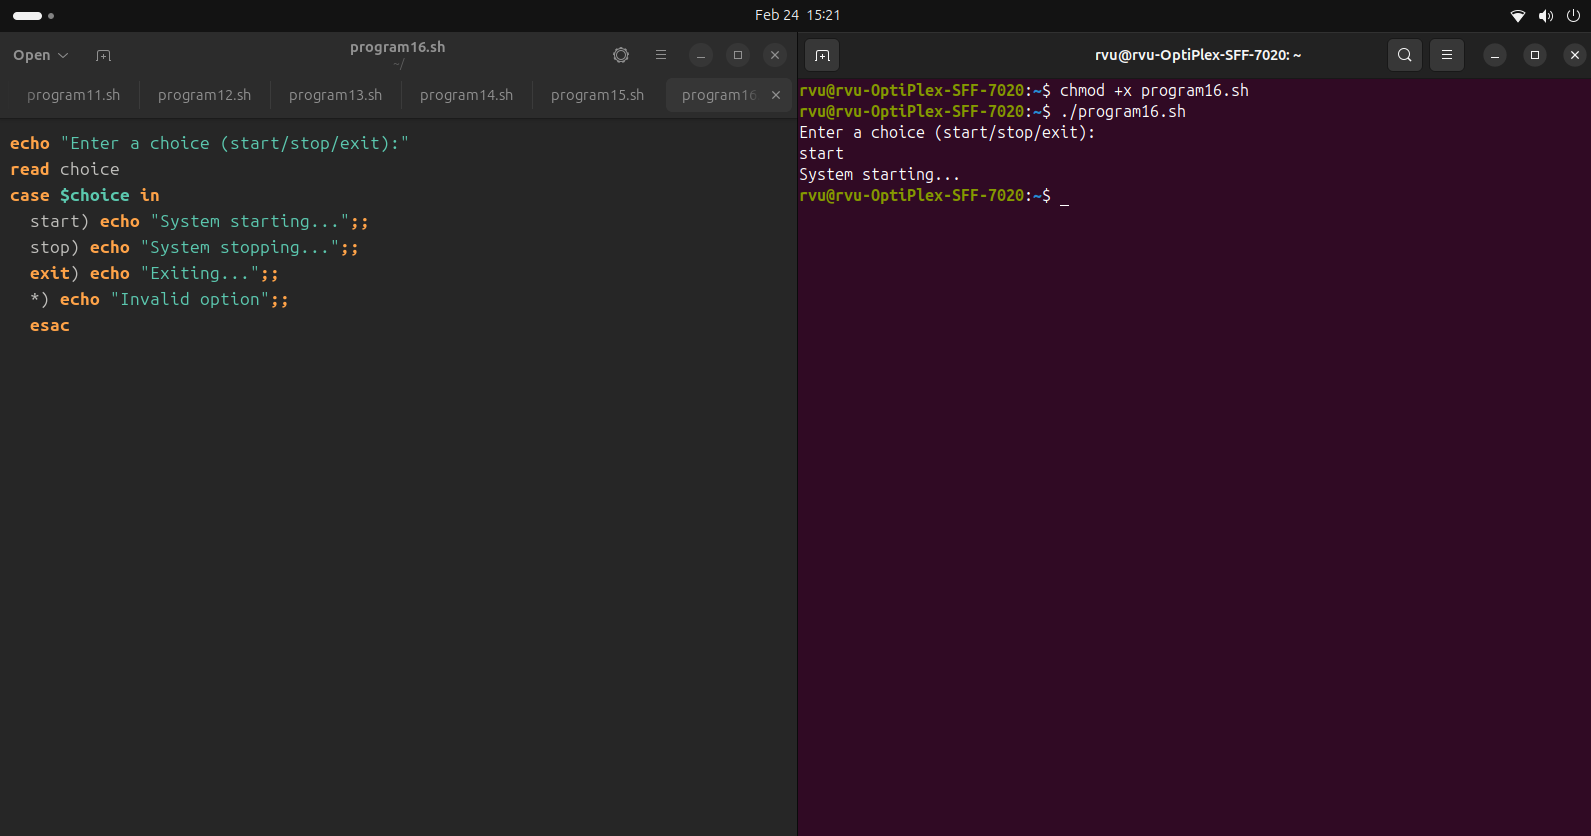 Feb 24  15:21
Open
program16.sh
~/
program11.sh
program12.sh
program13.sh
program14.sh
program15.sh
program16
echo "Enter a choice (start/stop/exit):"
read choice
case $choice in
  start) echo "System starting...";;
  stop) echo "System stopping...";;
  exit) echo "Exiting...";;
  *) echo "Invalid option";;
  esac
rvu@rvu-OptiPlex-SFF-7020: ~
rvu@rvu-OptiPlex-SFF-7020:~$ chmod +x program16.sh
rvu@rvu-OptiPlex-SFF-7020:~$ ./program16.sh
Enter a choice (start/stop/exit):
start
System starting...
rvu@rvu-OptiPlex-SFF-7020:~$ _